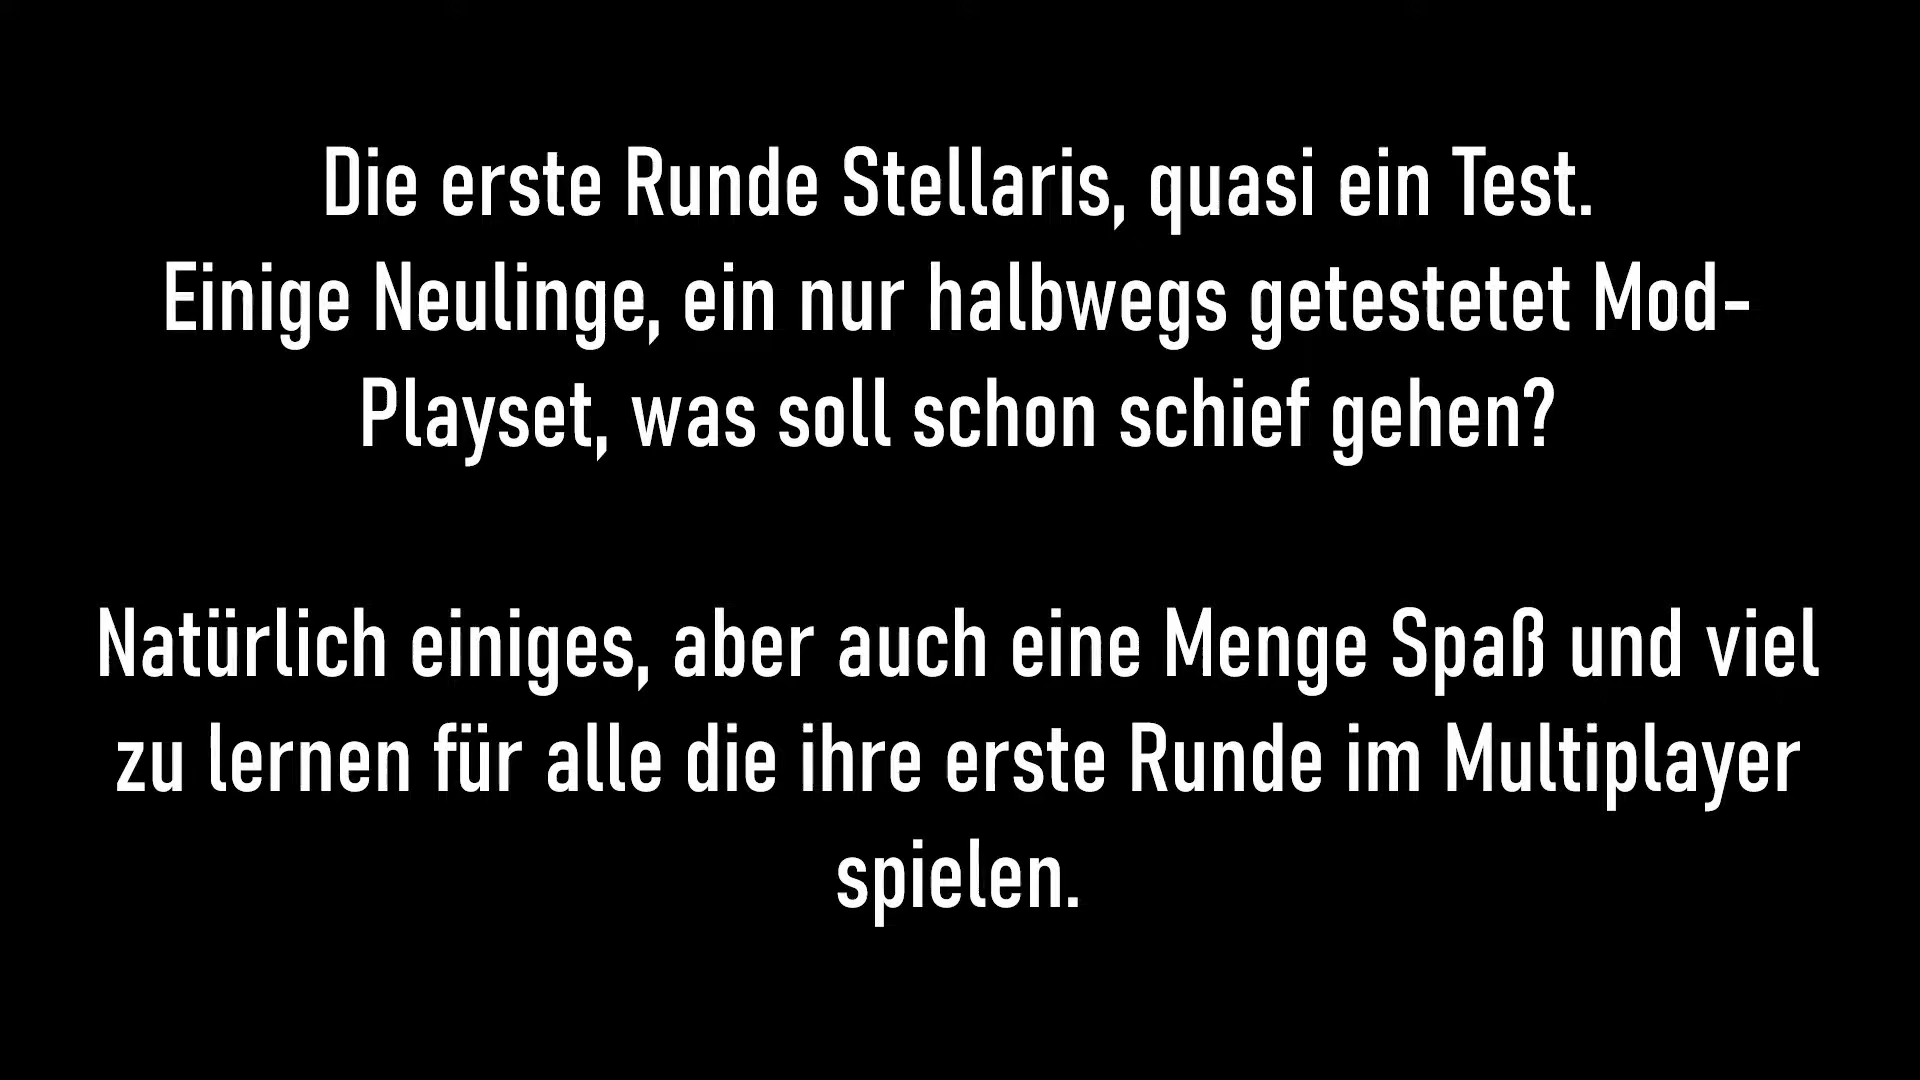 Die erste Runde Stellaris, quasi ein Test.
Einige Neulinge, ein nur halbwegs getestetet Mod-
Playset, was soll schon schief gehen?
Natürlich einiges, aber auch eine Menge Spaß und viel
zu lernen für alle die ihre erste Runde im Multiplayer
spielen.